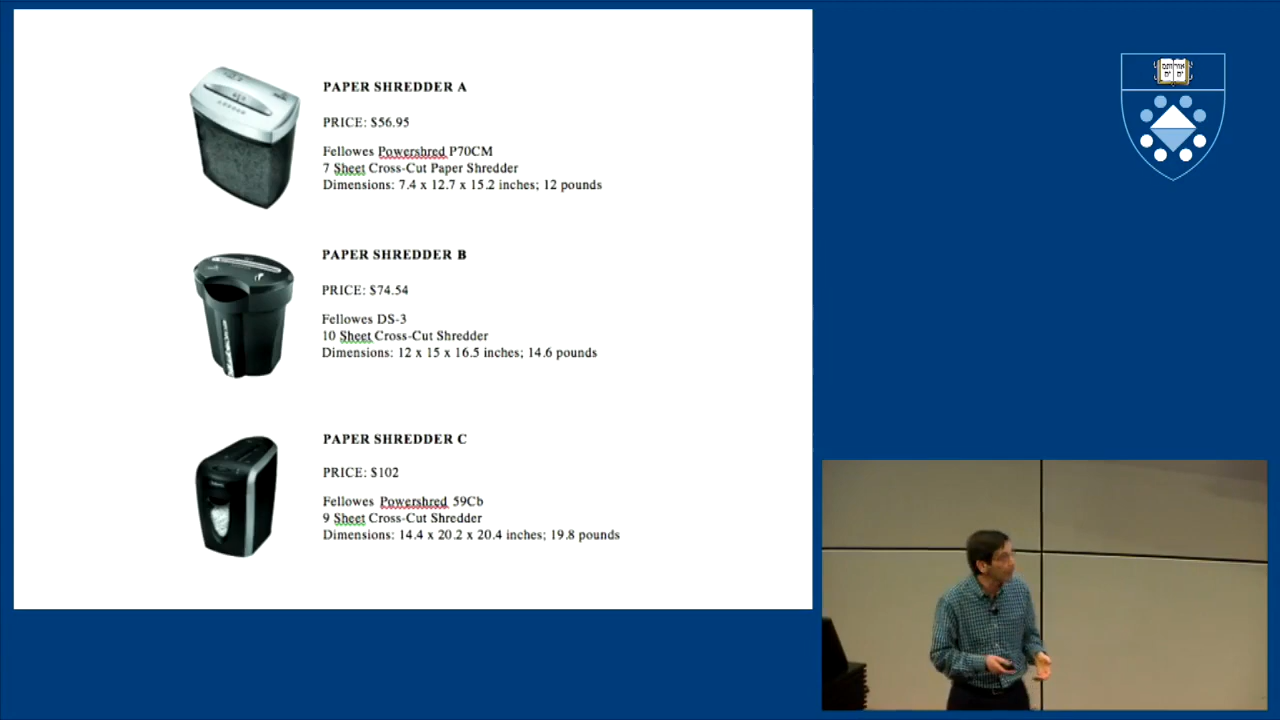 PAPER SHREDDER A
PRICE: $56.95
Fellowes Powershred P70CM
7 Sheet Cross-Cut Paper Shredder
Dimensions: 7.4 x 12.7 x 15.2 inches; 12 pounds
PAPER SHREDDER B
PRICE: $74.54
Fellowes DS-3
10 Sheet Cross-Cut Shredder
Dimensions: 12 x 15 x 16.5 inches; 14.6 pounds
PAPER SHREDDER C
PRICE: $102
Fellowes Powershred 59Cb
9 Sheet Cross-Cut Shredder
Dimensions: 14.4 x 20.2 x 20.4 inches; 19.8 pounds